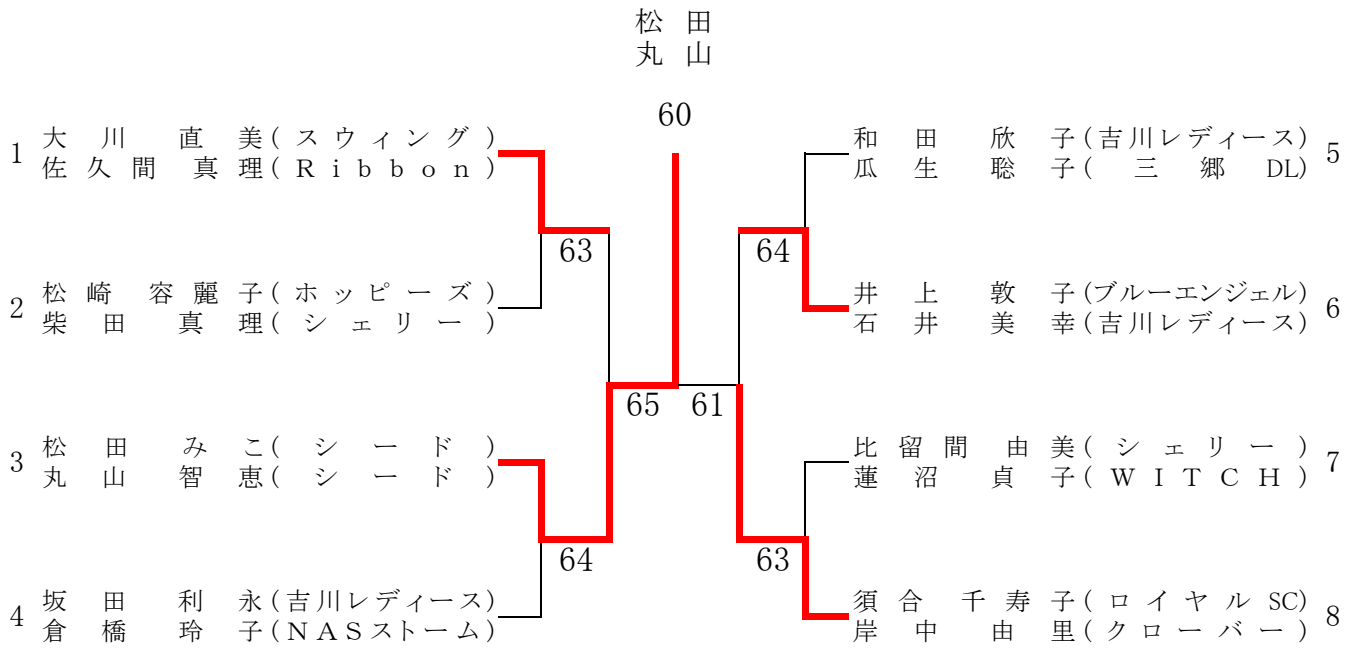 松田
丸山
60
1 大川直美(スウィング)
佐久間真理(Ribbon)
63
2 松崎容麗子(ホッピーズ)
柴田真理(シェリー)
65
3 松田みこ(シード)
丸山智恵(シード)
64
4 坂田利永(吉川レディース)
倉橋玲子(NASストーム)
和田欣子(吉川レディース) 5
瓜生聡子(三郷DL)
64
井上敦子(ブルーエンジェル) 6
石井美幸(吉川レディース)
61
比留間由美(シェリー) 7
蓮沼貞子(WITCH)
63
須合千寿子(ロイヤルSC) 8
岸中由里(クローバー)